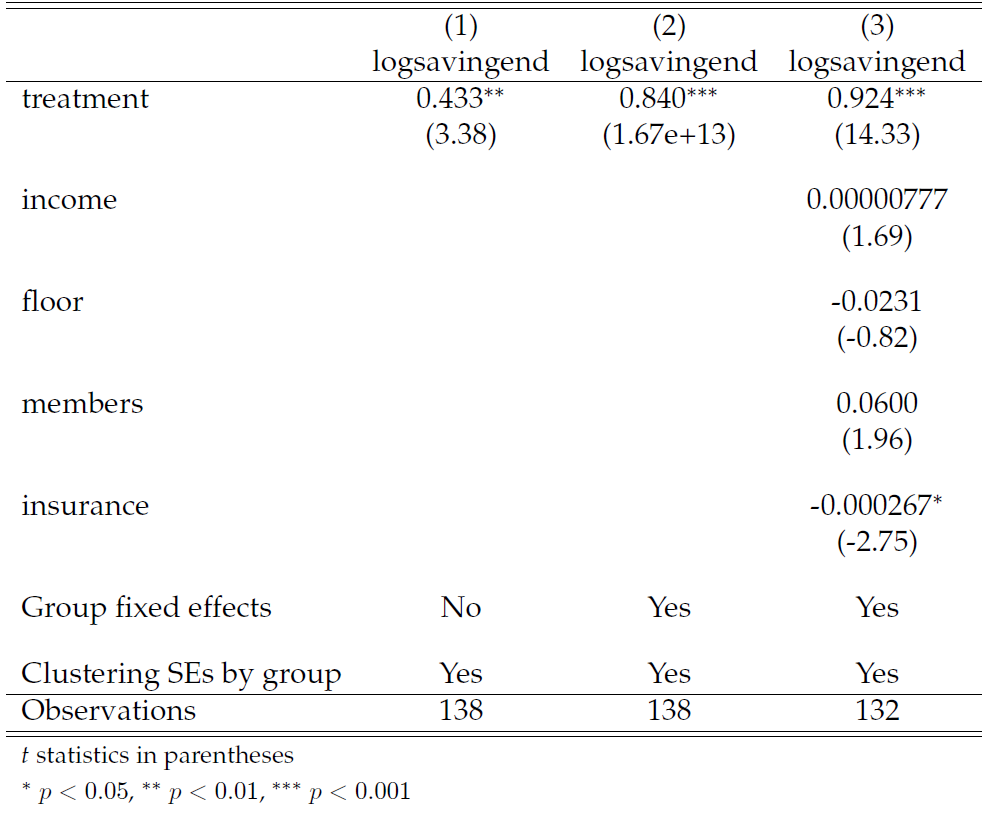 (1) (2) (3)
logsavingend logsavingend logsavingend
treatment 0.433** 0.840*** 0.924***
(3.38) (1.67e+13) (14.33)
income 0.00000777
(1.69)
floor -0.0231
(-0.82)
members 0.0600
(1.96)
insurance -0.000267*
(-2.75)
Group fixed effects No Yes Yes
Clustering SEs by group Yes Yes Yes
Observations 138 138 132
t statistics in parentheses
* p < 0.05, ** p < 0.01, *** p < 0.001